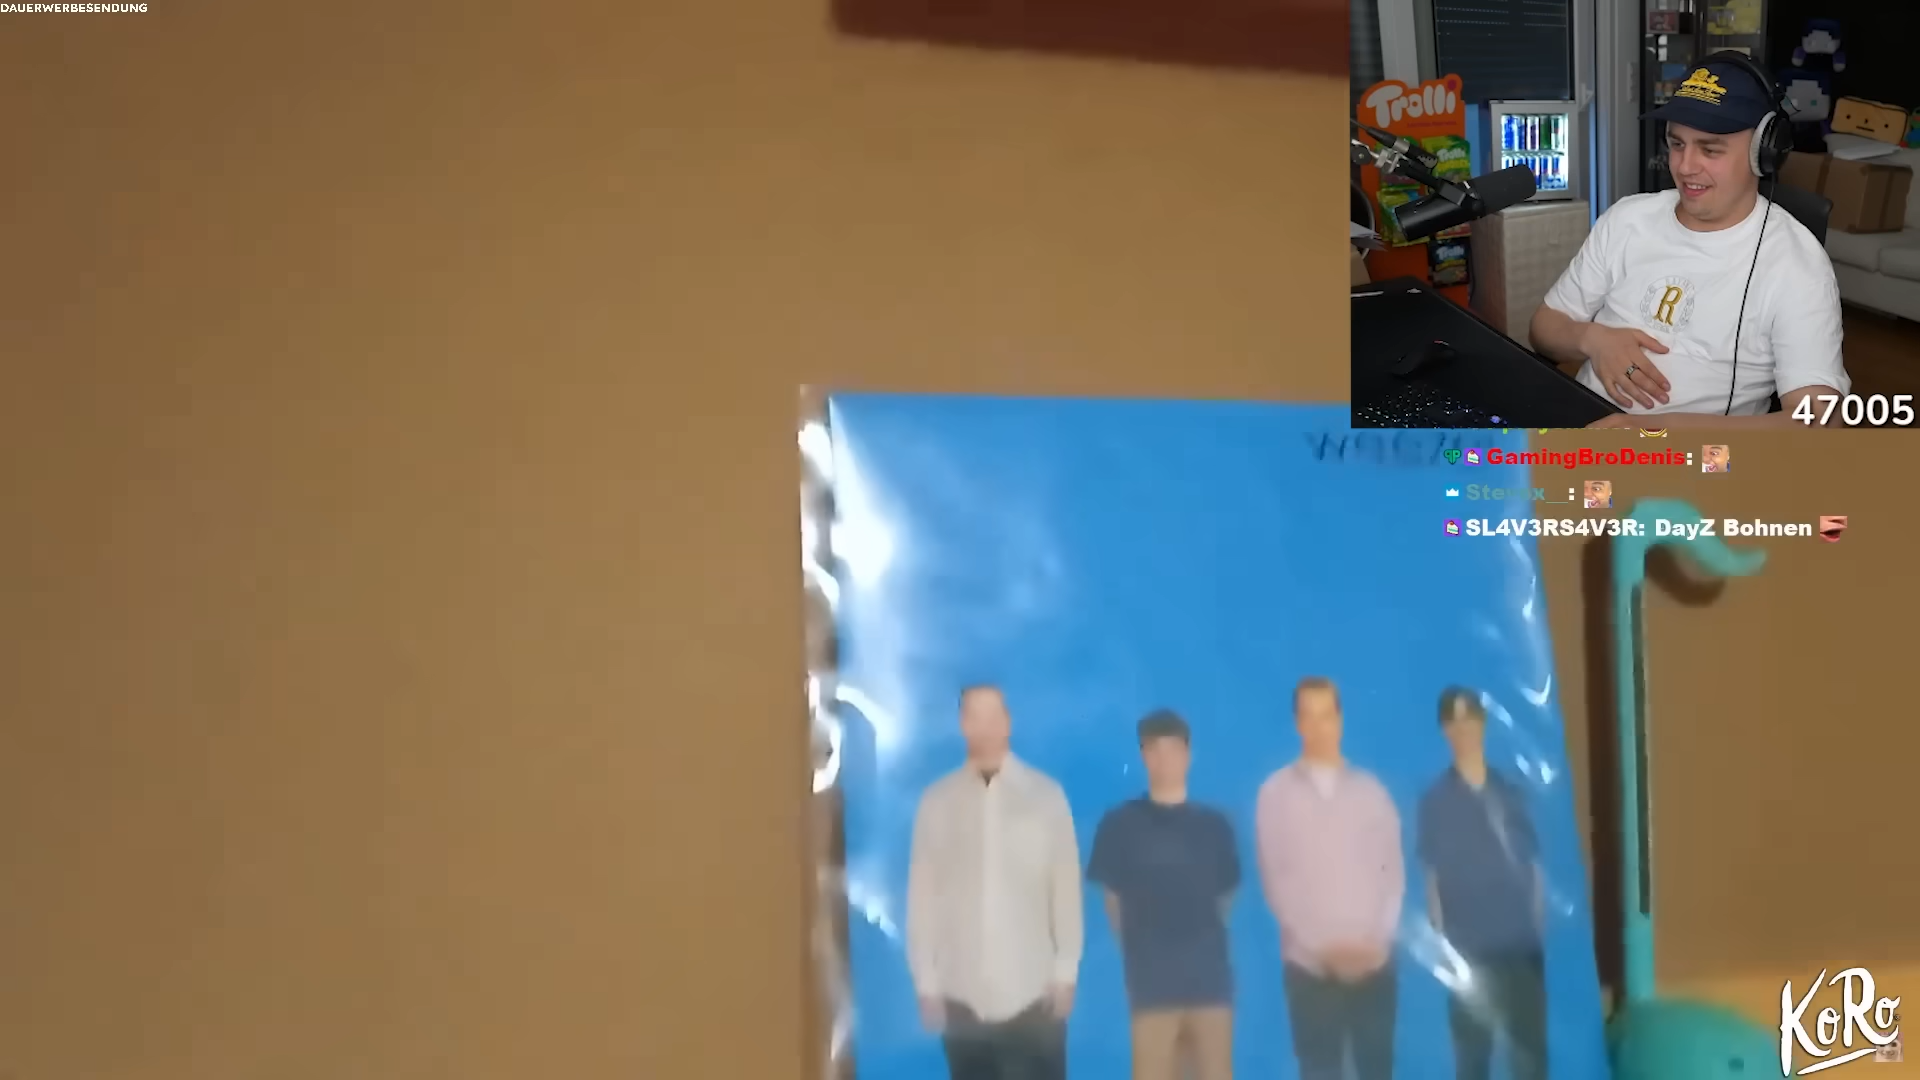 DAUERWERBESENDUNG
Trolli
R
47005
GamingBroDenis:
SL4V3RS4V3R: DayZ Bohnen
KoRo